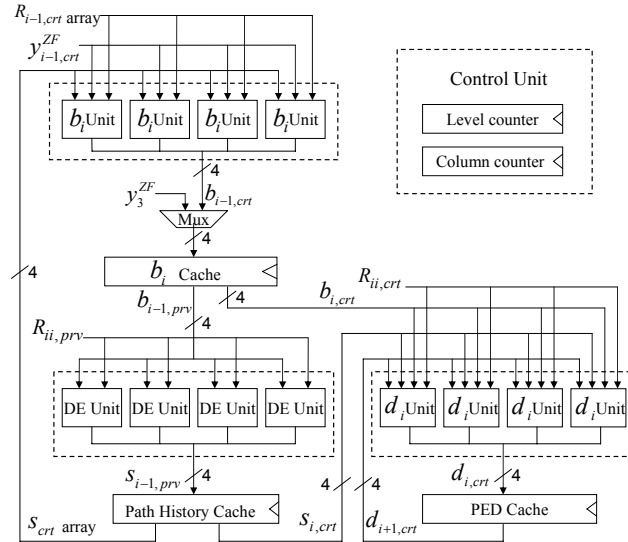 R_{i-1,crt} array
y_{i-1,crt}^{ZF}
Control Unit
Level counter
Column counter
b_i Unit b_i Unit b_i Unit b_i Unit
4
y_3^{ZF}
b_{i-1,crt}
Mux
4
4
b_i Cache
b_{i-1,prv}
4
4
b_{i,crt}
R_{ii,crt}
R_{ii,prv}
DE Unit DE Unit DE Unit DE Unit
d_i Unit d_i Unit d_i Unit d_i Unit
s_{i-1,prv}
4
4
4
d_{i,crt}
4
s_{crt} array
Path History Cache
s_{i,crt}
d_{i+1,crt}
PED Cache